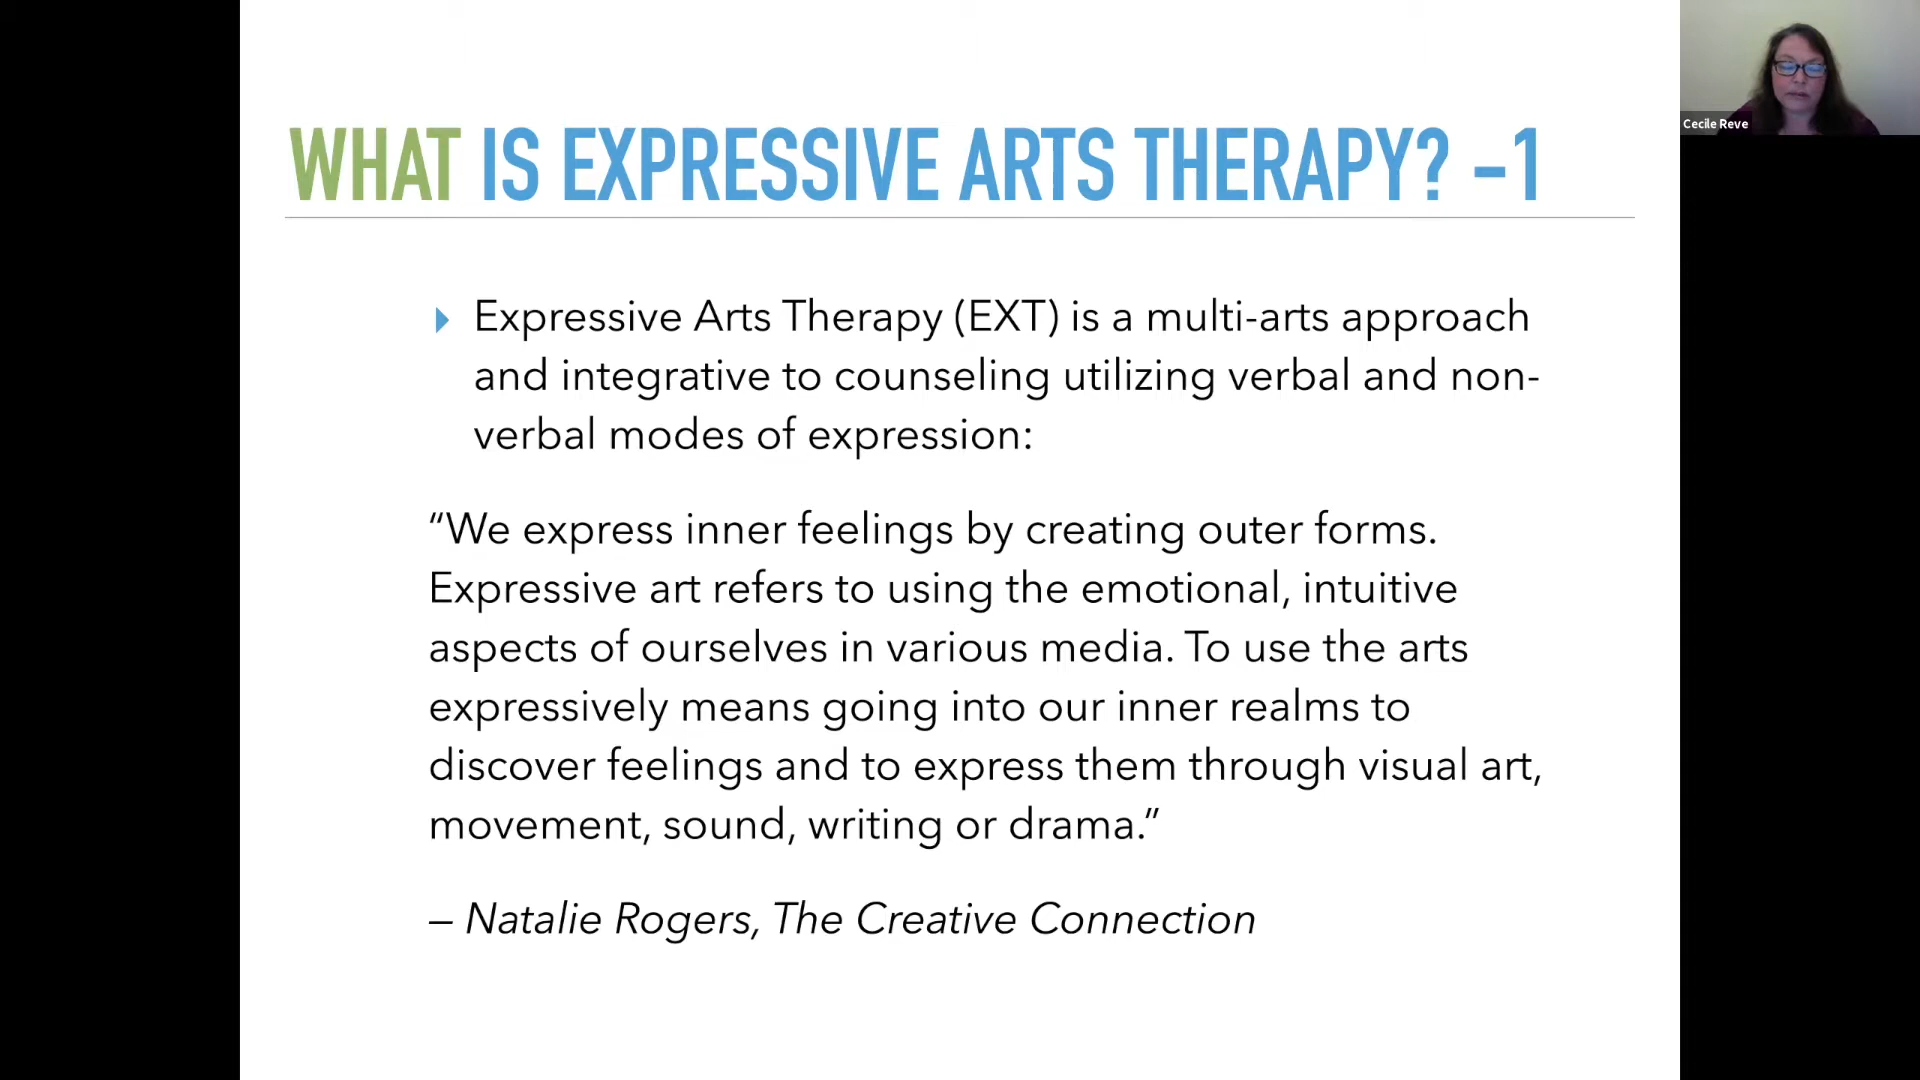 WHAT IS EXPRESSIVE ARTS THERAPY? –1
Cecile Reve
▸ Expressive Arts Therapy (EXT) is a multi-arts approach
and integrative to counseling utilizing verbal and non-
verbal modes of expression:
“We express inner feelings by creating outer forms.
Expressive art refers to using the emotional, intuitive
aspects of ourselves in various media. To use the arts
expressively means going into our inner realms to
discover feelings and to express them through visual art,
movement, sound, writing or drama.”
– Natalie Rogers, The Creative Connection